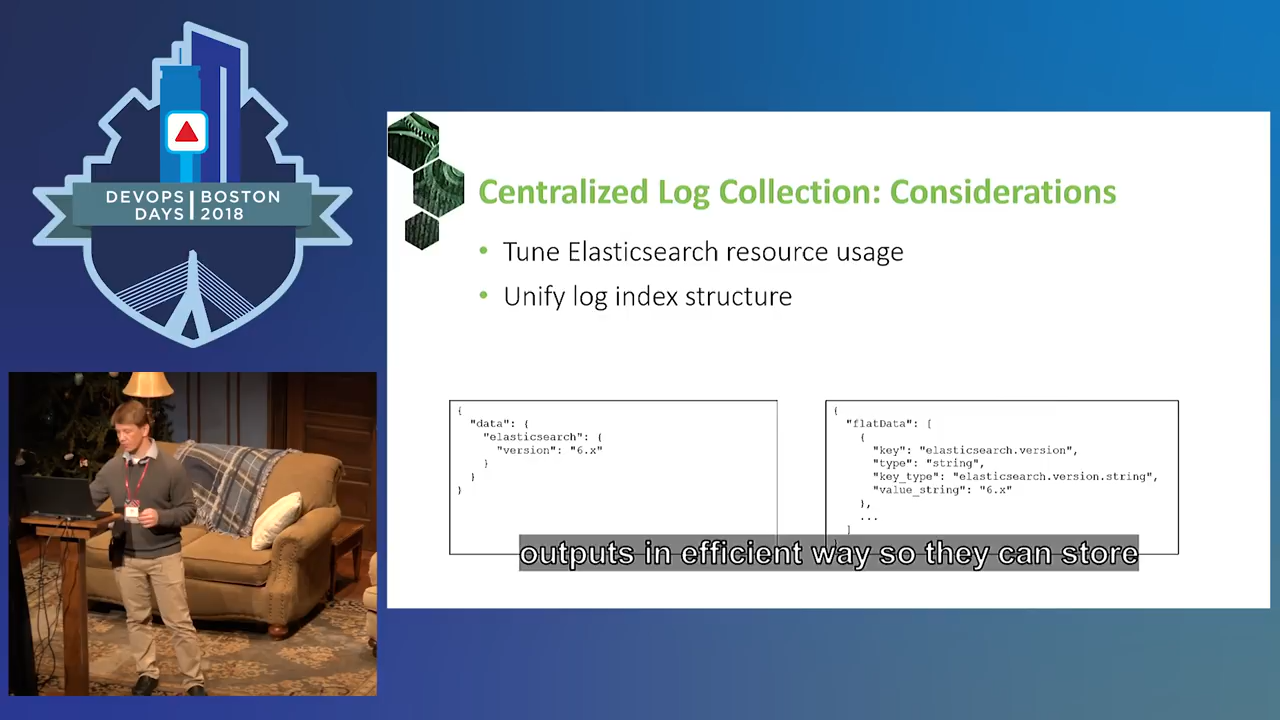 DEVOPS BOSTON
DAYS 2018
Centralized Log Collection: Considerations
• Tune Elasticsearch resource usage
• Unify log index structure
{
"data": {
"elasticsearch": {
"version": "6.x"
}
}
}
{
"flatData": [
{
"key": "elasticsearch.version",
"type": "string",
"key_type": "elasticsearch.version.string",
"value_string": "6.x"
},
...
]
outputs in efficient way so they can store